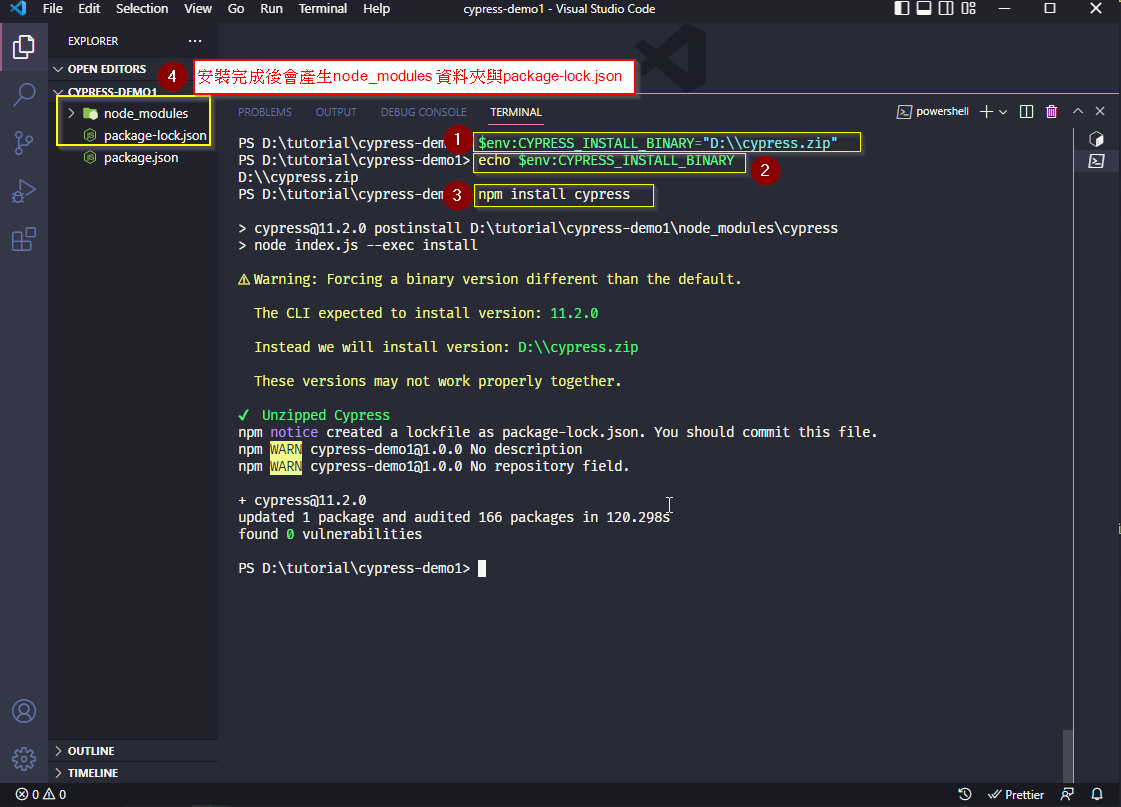 File Edit Selection View Go Run Terminal Help cypress-demo1 - Visual Studio Code
EXPLORER
OPEN EDITORS
4 安裝完成後會產生node_modules 資料夾與package-lock.json
CYPRESS-DEMO1
node_modules
package-lock.json
package.json
PROBLEMS OUTPUT DEBUG CONSOLE TERMINAL powershell
PS D:\tutorial\cypress-dem 1 $env:CYPRESS_INSTALL_BINARY="D:\\cypress.zip"
PS D:\tutorial\cypress-demo1> echo $env:CYPRESS_INSTALL_BINARY 2
D:\\cypress.zip
PS D:\tutorial\cypress-dem 3 npm install cypress
> cypress@11.2.0 postinstall D:\tutorial\cypress-demo1\node_modules\cypress
> node index.js --exec install
⚠ Warning: Forcing a binary version different than the default.
The CLI expected to install version: 11.2.0
Instead we will install version: D:\\cypress.zip
These versions may not work properly together.
✓ Unzipped Cypress
npm notice created a lockfile as package-lock.json. You should commit this file.
npm WARN cypress-demo1@1.0.0 No description
npm WARN cypress-demo1@1.0.0 No repository field.
+ cypress@11.2.0
updated 1 package and audited 166 packages in 120.298s
found 0 vulnerabilities
PS D:\tutorial\cypress-demo1>
OUTLINE
TIMELINE
0 0 Prettier